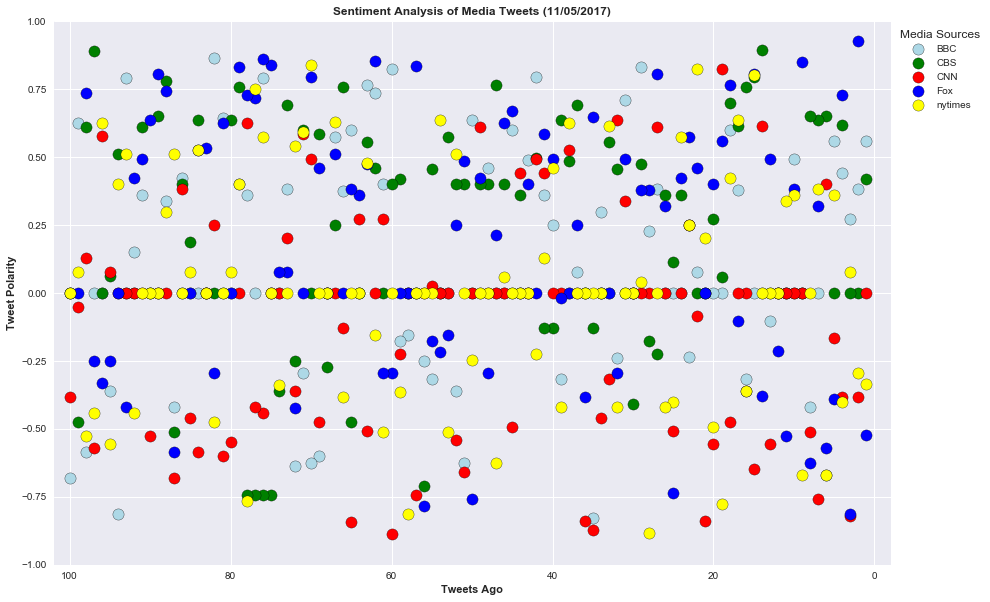 Sentiment Analysis of Media Tweets (11/05/2017)
Media Sources
BBC
CBS
CNN
Fox
nytimes
Tweet Polarity
1.00
0.75
0.50
0.25
0.00
−0.25
−0.50
−0.75
−1.00
100
80
60
40
20
0
Tweets Ago